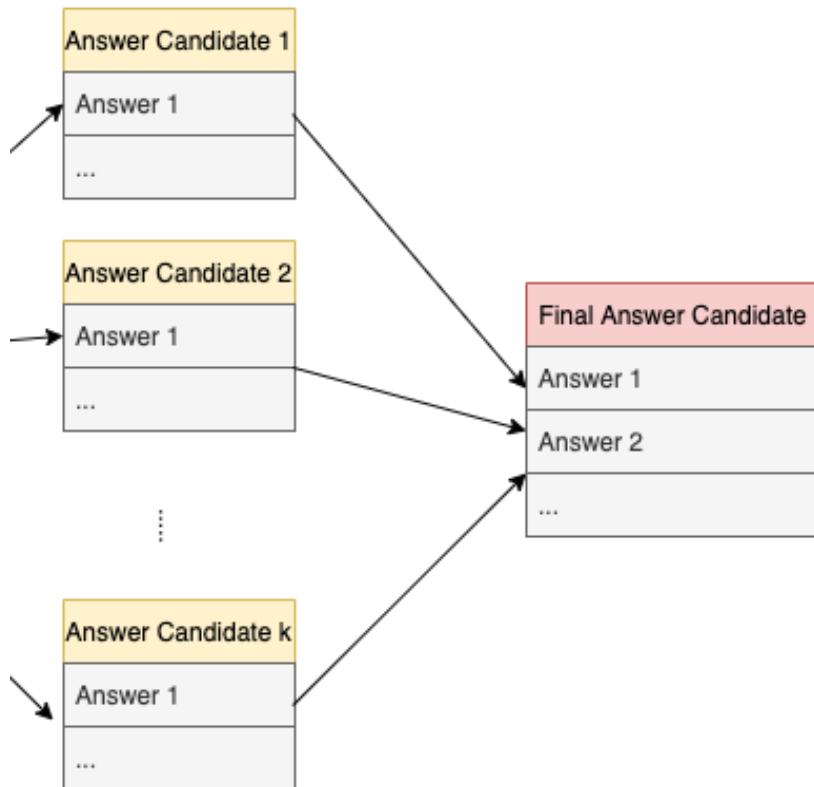 Answer Candidate 1
Answer 1
...
Answer Candidate 2
Answer 1
...
Answer Candidate k
Answer 1
...
Final Answer Candidate
Answer 1
Answer 2
...